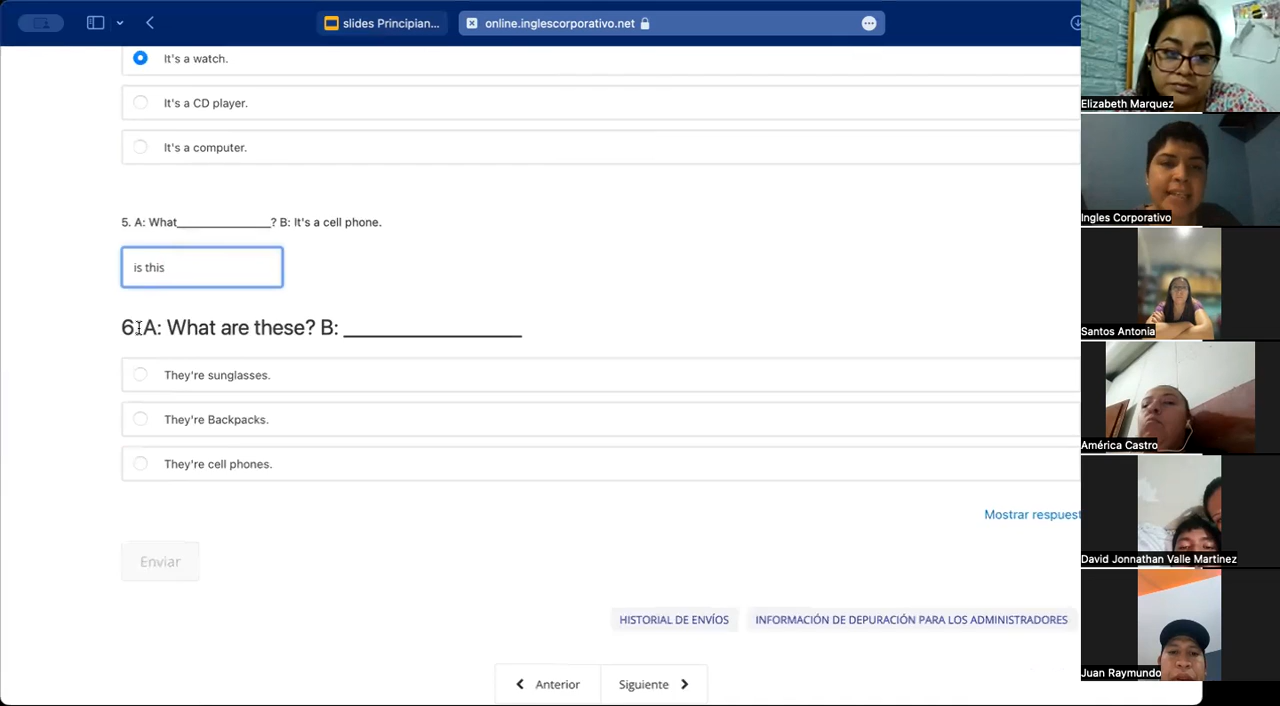 slides Principian...
online.inglescorporativo.net
It's a watch.
It's a CD player.
It's a computer.
5. A: What______________? B: It's a cell phone.
is this
6. A: What are these? B: _________________
They're sunglasses.
They're Backpacks.
They're cell phones.
Mostrar respuest
Enviar
HISTORIAL DE ENVÍOS
INFORMACIÓN DE DEPURACIÓN PARA LOS ADMINISTRADORES
Anterior
Siguiente
Elizabeth Marquez
Ingles Corporativo
Santos Antonia
América Castro
David Jonnathan Valle Martinez
Juan Raymundo